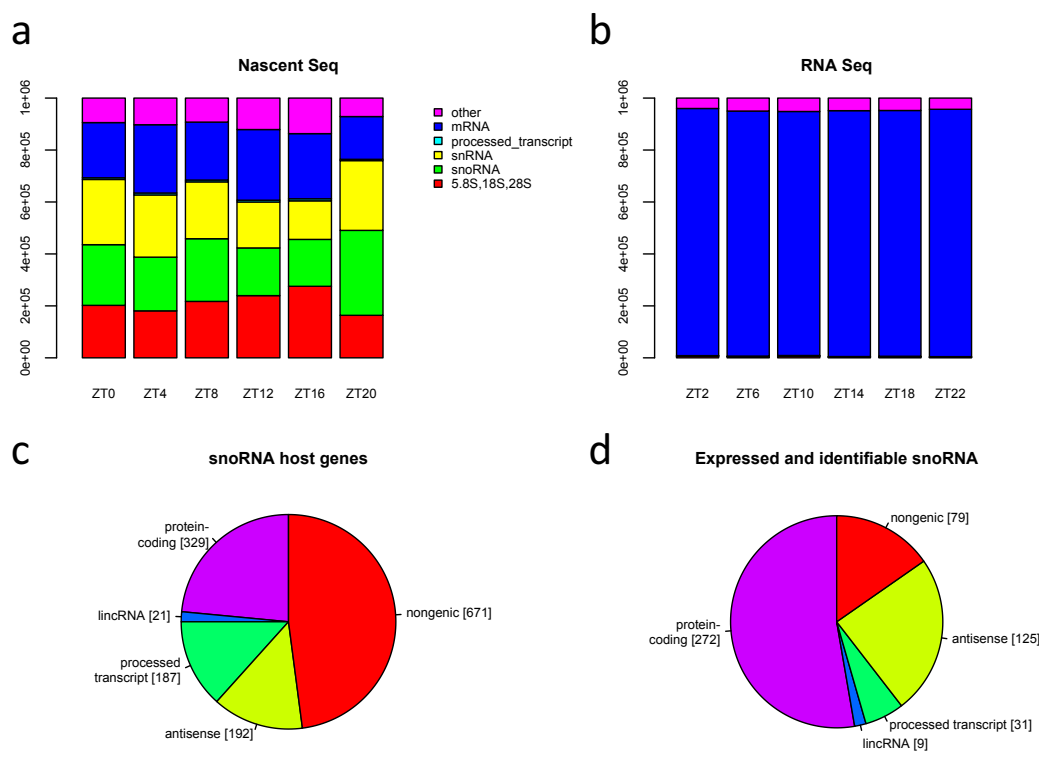 a
Nascent Seq
0e+00
2e+05
4e+05
6e+05
8e+05
1e+06
ZT0
ZT4
ZT8
ZT12
ZT16
ZT20
other
mRNA
processed_transcript
snRNA
snoRNA
5.8S,18S,28S
b
RNA Seq
0e+00
2e+05
4e+05
6e+05
8e+05
1e+06
ZT2
ZT6
ZT10
ZT14
ZT18
ZT22
c
snoRNA host genes
protein-
coding [329]
lincRNA [21]
processed
transcript [187]
antisense [192]
nongenic [671]
d
Expressed and identifiable snoRNA
nongenic [79]
antisense [125]
processed transcript [31]
lincRNA [9]
protein-
coding [272]